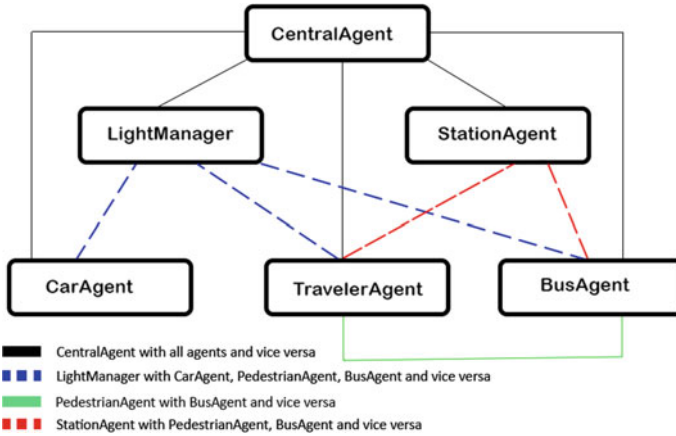 CentralAgent
LightManager
StationAgent
CarAgent
TravelerAgent
BusAgent
CentralAgent with all agents and vice versa
LightManager with CarAgent, PedestrianAgent, BusAgent and vice versa
PedestrianAgent with BusAgent and vice versa
StationAgent with PedestrianAgent, BusAgent and vice versa